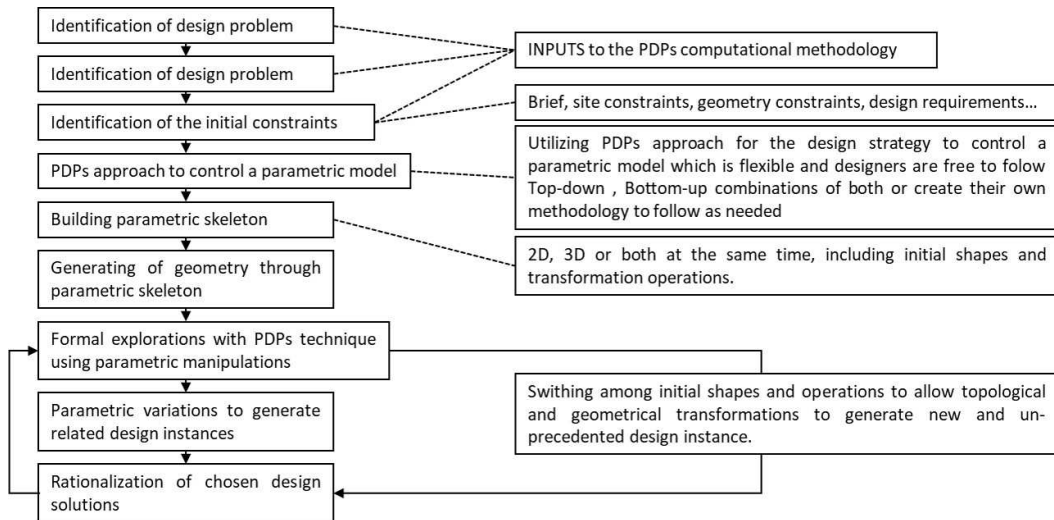 Identification of design problem
Identification of design problem
Identification of the initial constraints
PDPs approach to control a parametric model
Building parametric skeleton
Generating of geometry through
parametric skeleton
Formal explorations with PDPs technique
using parametric manipulations
Parametric variations to generate
related design instances
Rationalization of chosen design
solutions
INPUTS to the PDPs computational methodology
Brief, site constraints, geometry constraints, design requirements…
Utilizing PDPs approach for the design strategy to control a
parametric model which is flexible and designers are free to folow
Top-down , Bottom-up combinations of both or create their own
methodology to follow as needed
2D, 3D or both at the same time, including initial shapes and
transformation operations.
Swithing among initial shapes and operations to allow topological
and geometrical transformations to generate new and un-
precedented design instance.